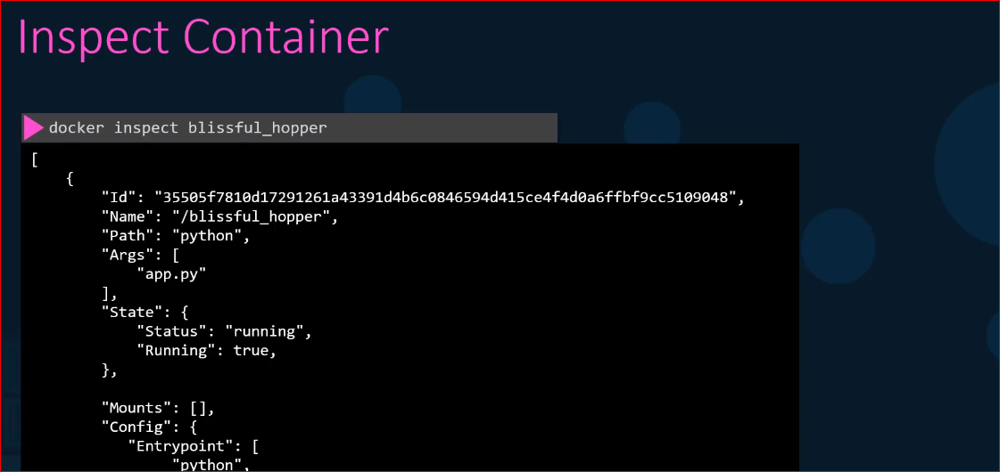 Inspect Container
docker inspect blissful_hopper
[
    {
        "Id": "35505f7810d17291261a43391d4b6c0846594d415ce4f4d0a6ffbf9cc5109048",
        "Name": "/blissful_hopper",
        "Path": "python",
        "Args": [
            "app.py"
        ],
        "State": {
            "Status": "running",
            "Running": true,
        },
        "Mounts": [],
        "Config": {
           "Entrypoint": [
                "python",